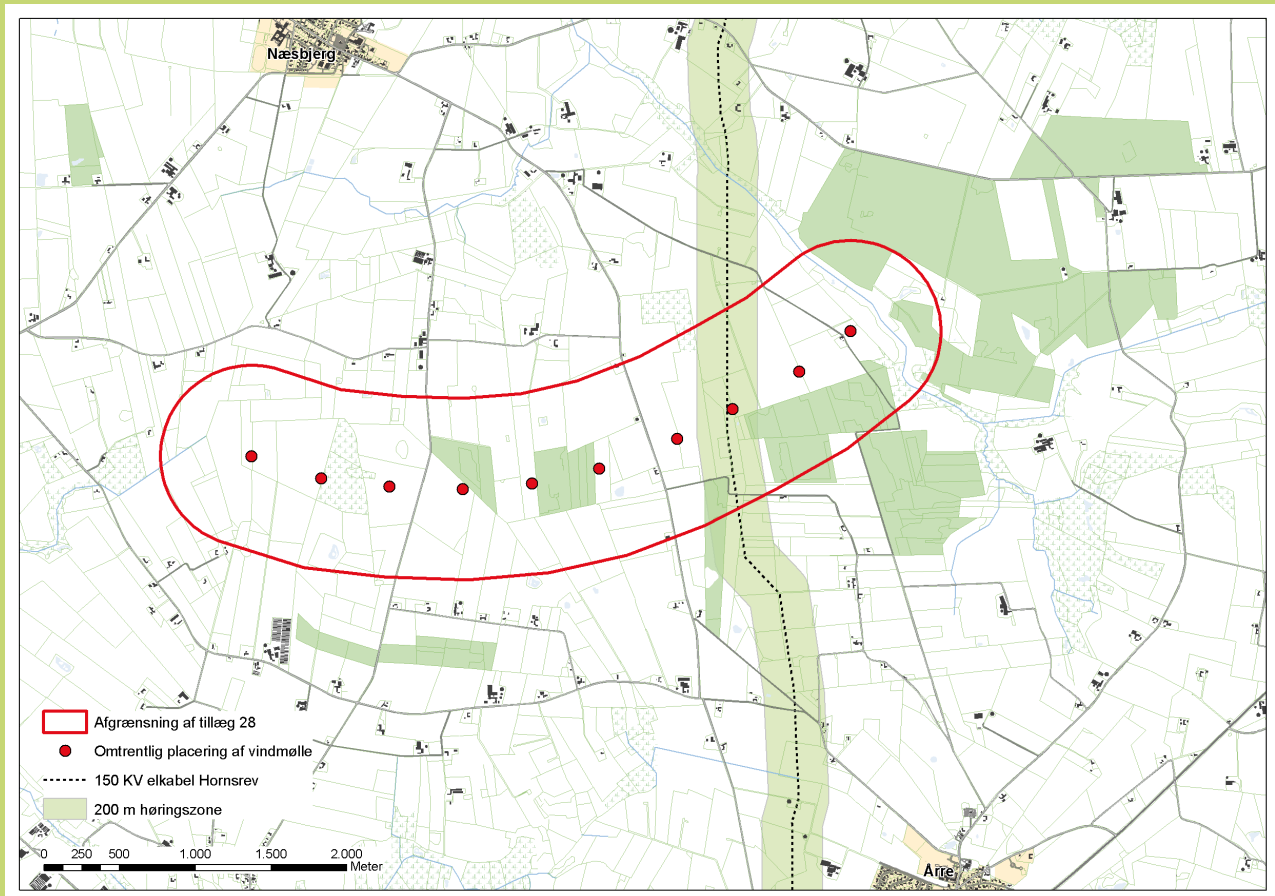 Næsbjerg
Afgrænsning af tillæg 28
Omtrentlig placering af vindmølle
150 KV elkabel Hornsrev
200 m høringszone
0 250 500 1.000 1.500 2.000
Meter
Årre